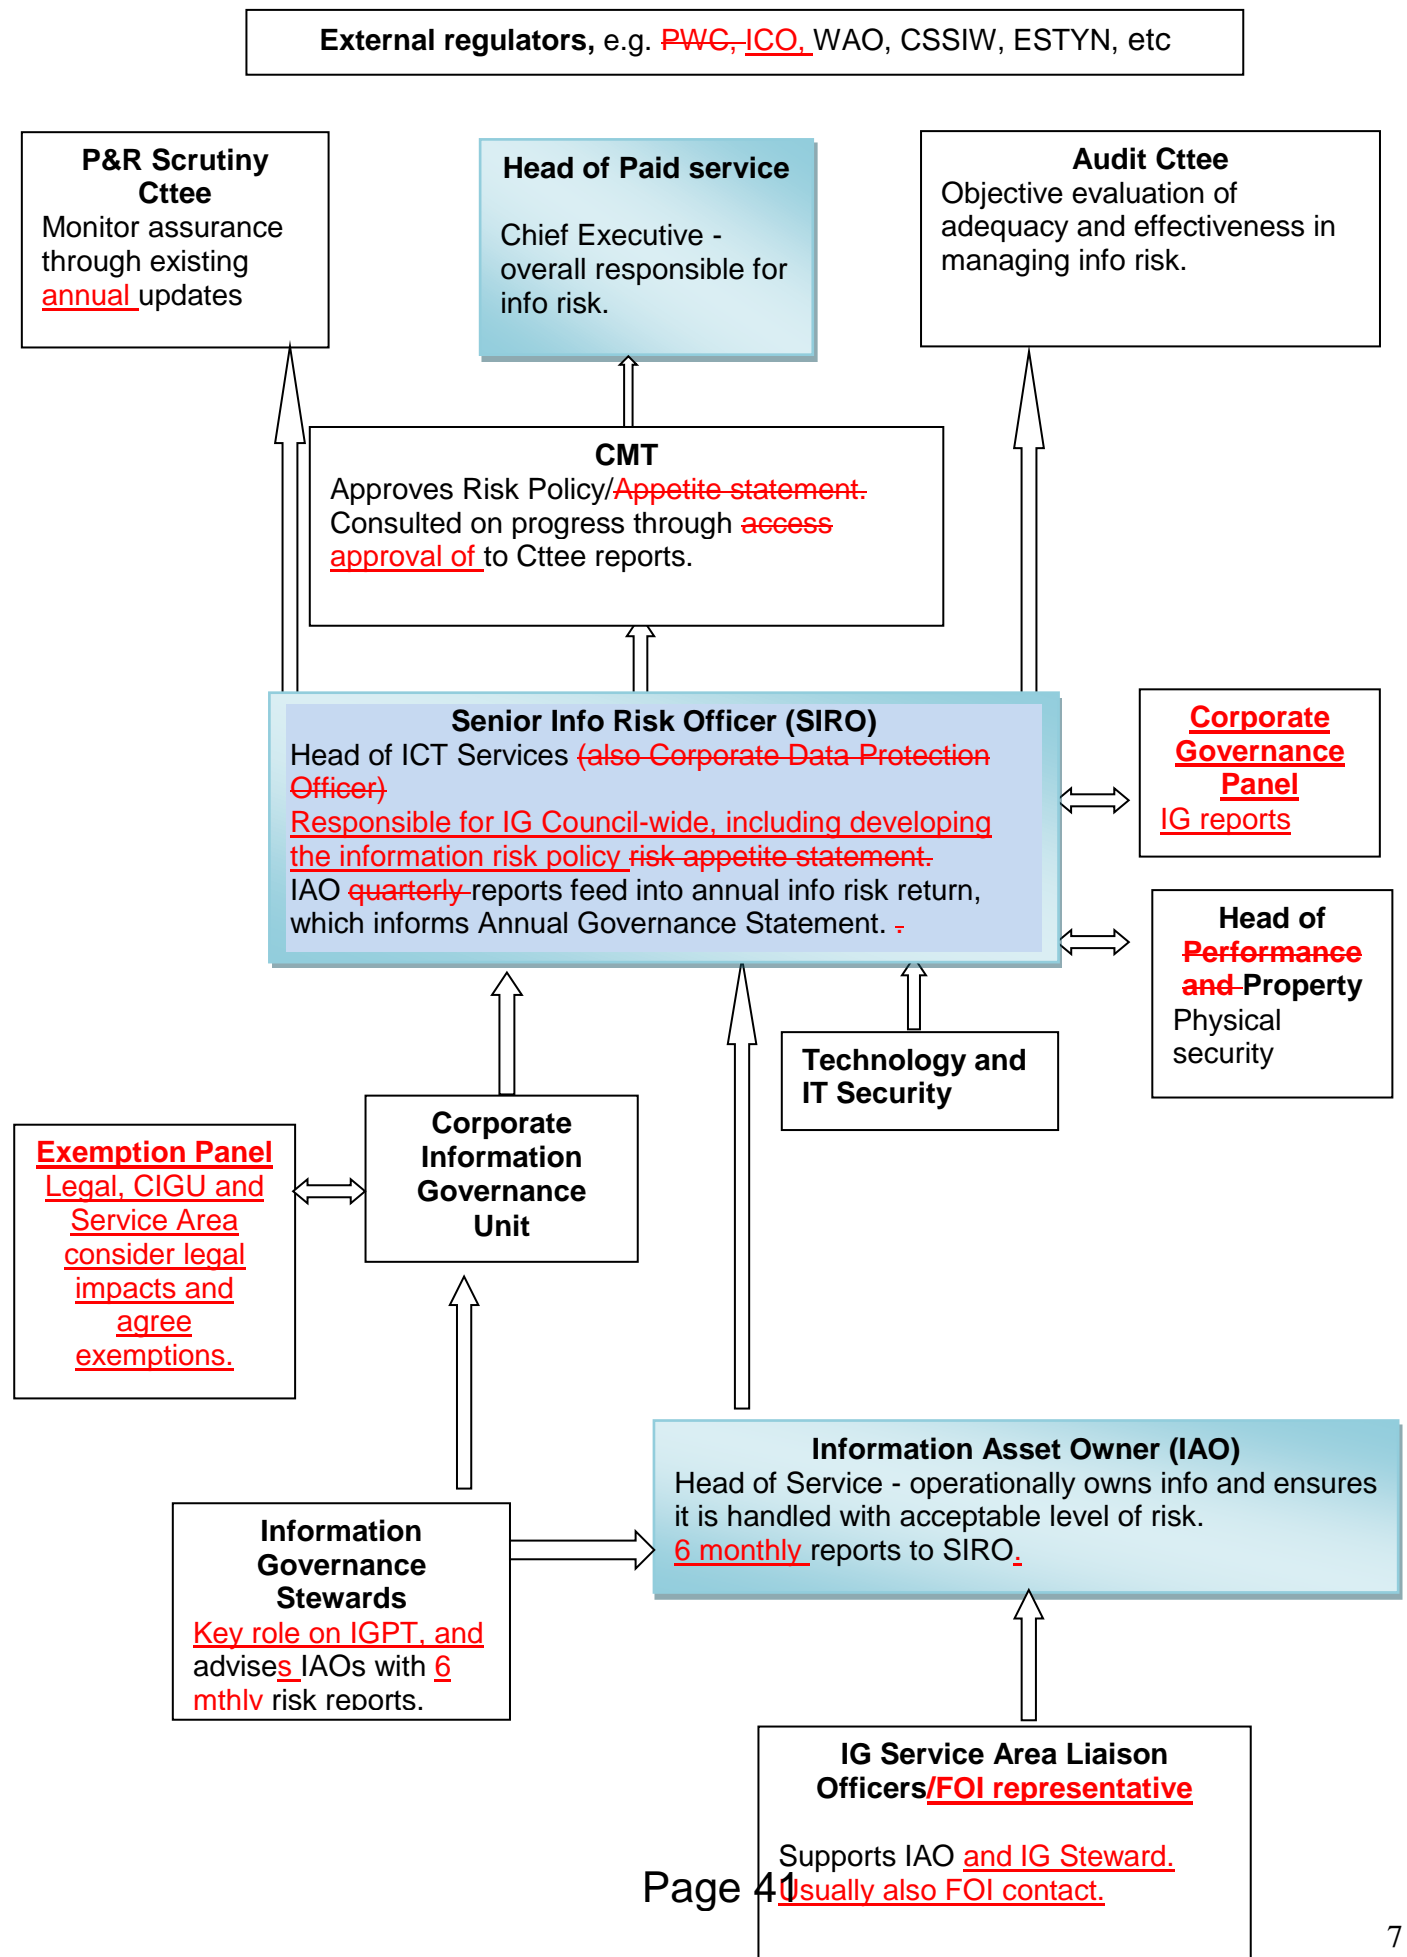 External regulators, e.g. PWC, ICO, WAO, CSSIW, ESTYN, etc
P&R Scrutiny
Cttee
Monitor assurance
through existing
annual updates
Head of Paid service
Chief Executive -
overall responsible for
info risk.
Audit Cttee
Objective evaluation of
adequacy and effectiveness in
managing info risk.
CMT
Approves Risk Policy/Appetite statement.
Consulted on progress through access
approval of to Cttee reports.
Senior Info Risk Officer (SIRO)
Head of ICT Services (also Corporate Data Protection
Officer)
Responsible for IG Council-wide, including developing
the information risk policy risk appetite statement.
IAO quarterly reports feed into annual info risk return,
which informs Annual Governance Statement. .
Corporate
Governance
Panel
IG reports
Head of
Performance
and Property
Physical
security
Technology and
IT Security
Corporate
Information
Governance
Unit
Exemption Panel
Legal, CIGU and
Service Area
consider legal
impacts and
agree
exemptions.
Information Asset Owner (IAO)
Head of Service - operationally owns info and ensures
it is handled with acceptable level of risk.
6 monthly reports to SIRO.
Information
Governance
Stewards
Key role on IGPT, and
advises IAOs with 6
mthly risk reports.
IG Service Area Liaison
Officers/FOI representative
Supports IAO and IG Steward.
Usually also FOI contact.
Page 41
7